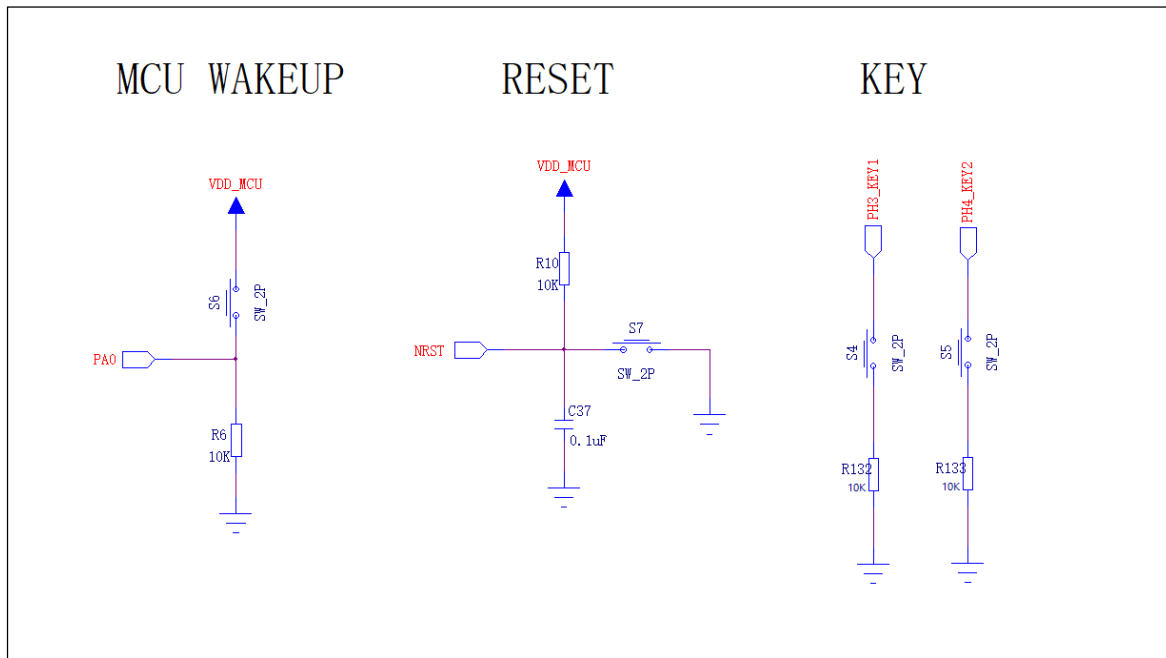 MCU WAKEUP
RESET
KEY
VDD_MCU
S6
SW_2P
PA0
R6
10K
VDD_MCU
R10
10K
NRST
S7
SW_2P
C37
0.1uF
PH3_KEY1
PH4_KEY2
S4
SW_2P
S5
SW_2P
R132
10K
R133
10K